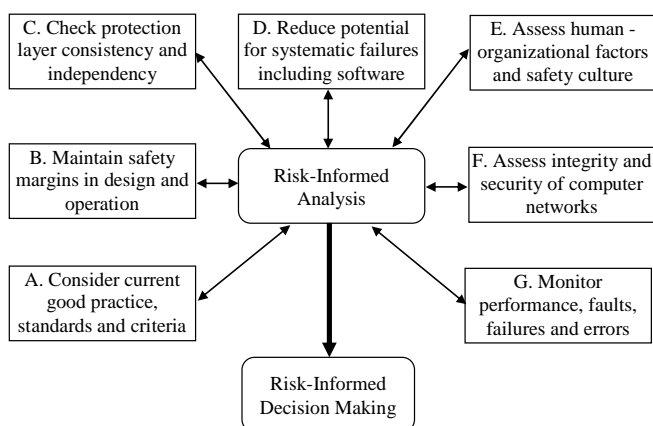 C. Check protection
layer consistency and
independency
D. Reduce potential
for systematic failures
including software
E. Assess human -
organizational factors
and safety culture
B. Maintain safety
margins in design and
operation
Risk-Informed
Analysis
F. Assess integrity and
security of computer
networks
A. Consider current
good practice,
standards and criteria
G. Monitor
performance, faults,
failures and errors
Risk-Informed
Decision Making